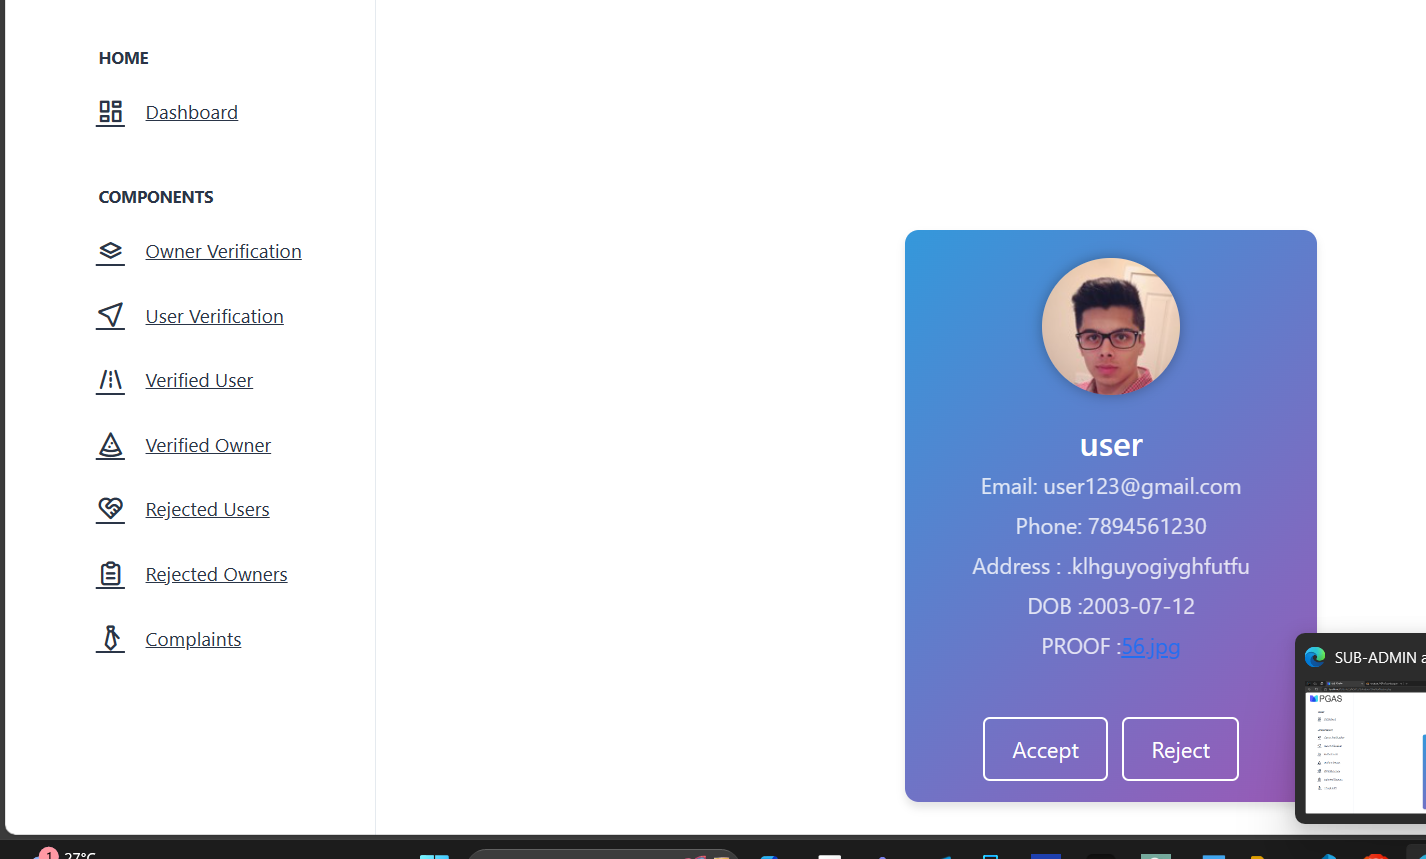 HOME
Dashboard
COMPONENTS
Owner Verification
User Verification
Verified User
Verified Owner
Rejected Users
Rejected Owners
Complaints
user
Email: user123@gmail.com
Phone: 7894561230
Address : .klhguyogiyghfutfu
DOB :2003-07-12
PROOF :56.jpg
Accept
Reject
SUB-ADMIN a
PGAS
1
27°C